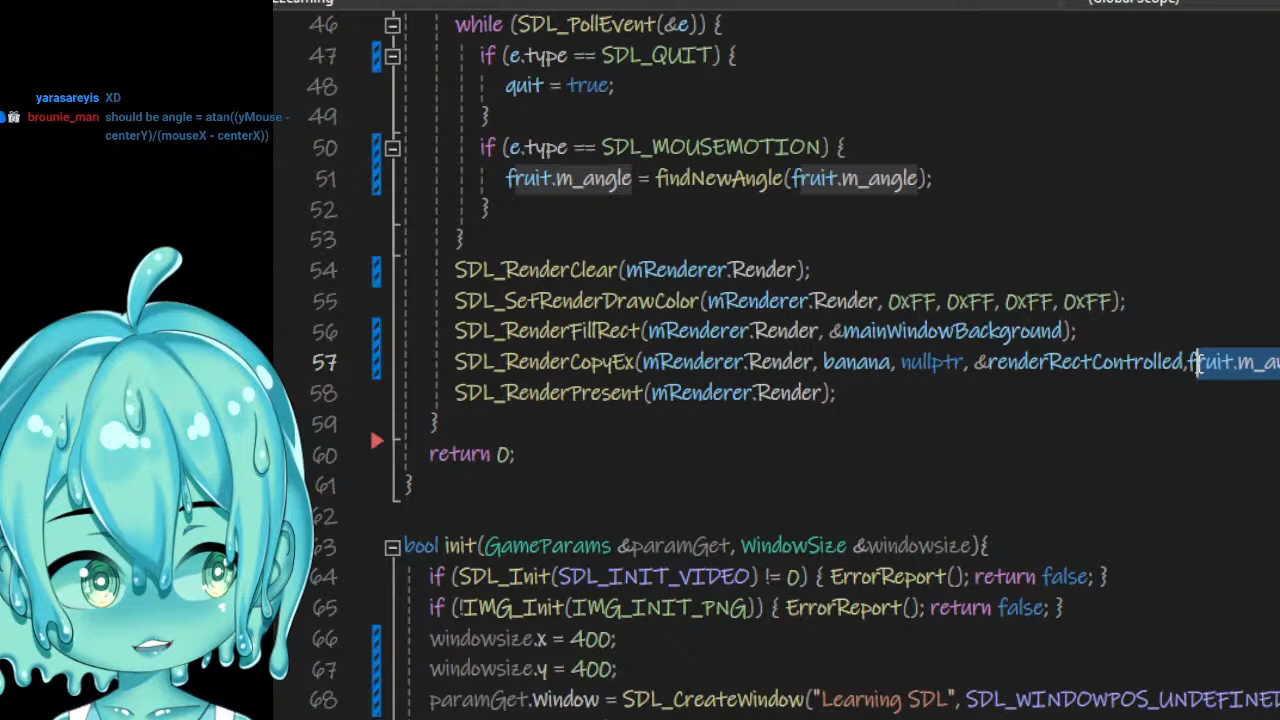 (Global Scope)
yarasareyis XD
brounie_man should be angle = atan((yMouse -
centerY)/(mouseX - centerX))
46 while (SDL_PollEvent(&e)) {
47 if (e.type == SDL_QUIT) {
48 quit = true;
49 }
50 if (e.type == SDL_MOUSEMOTION) {
51 fruit.m_angle = findNewAngle(fruit.m_angle);
52 }
53 }
54 SDL_RenderClear(mRenderer.Render);
55 SDL_SetRenderDrawColor(mRenderer.Render, 0xFF, 0xFF, 0xFF, 0xFF);
56 SDL_RenderFillRect(mRenderer.Render, &mainWindowBackground);
57 SDL_RenderCopyEx(mRenderer.Render, banana, nullptr, &renderRectControlled,fruit.m_an
58 SDL_RenderPresent(mRenderer.Render);
59 }
60 return 0;
61 }
62
63 bool init(GameParams &paramGet, WindowSize &windowsize){
64 if (SDL_Init(SDL_INIT_VIDEO) != 0) { ErrorReport(); return false; }
65 if (!IMG_Init(IMG_INIT_PNG)) { ErrorReport(); return false; }
66 windowsize.x = 400;
67 windowsize.y = 400;
68 paramGet.Window = SDL_CreateWindow("Learning SDL", SDL_WINDOWPOS_UNDEFINED